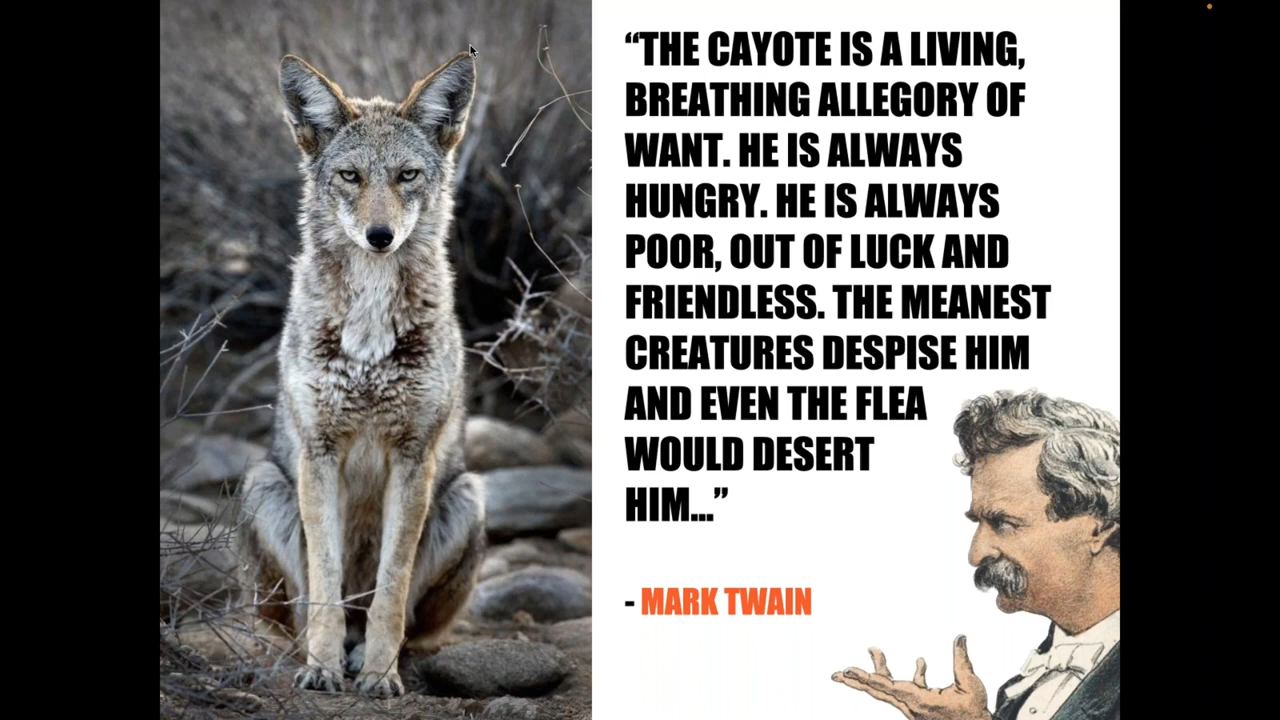 “THE CAYOTE IS A LIVING,
BREATHING ALLEGORY OF
WANT. HE IS ALWAYS
HUNGRY. HE IS ALWAYS
POOR, OUT OF LUCK AND
FRIENDLESS. THE MEANEST
CREATURES DESPISE HIM
AND EVEN THE FLEA
WOULD DESERT
HIM...”
- MARK TWAIN